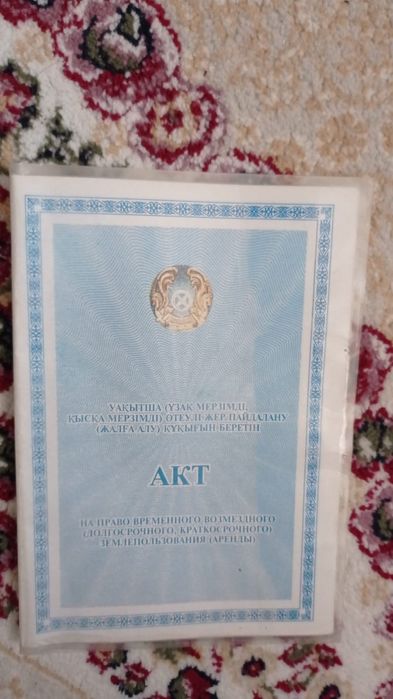 УАҚЫТША (ҰЗАҚ МЕРЗІМДІ,
ҚЫСҚА МЕРЗІМДІ) ӨТЕУЛІ ЖЕР ПАЙДАЛАНУ
(ЖАЛҒА АЛУ) ҚҰҚЫҒЫН БЕРЕТІН
АКТ
НА ПРАВО ВРЕМЕННОГО ВОЗМЕЗДНОГО
(ДОЛГОСРОЧНОГО, КРАТКОСРОЧНОГО)
ЗЕМЛЕПОЛЬЗОВАНИЯ (АРЕНДЫ)